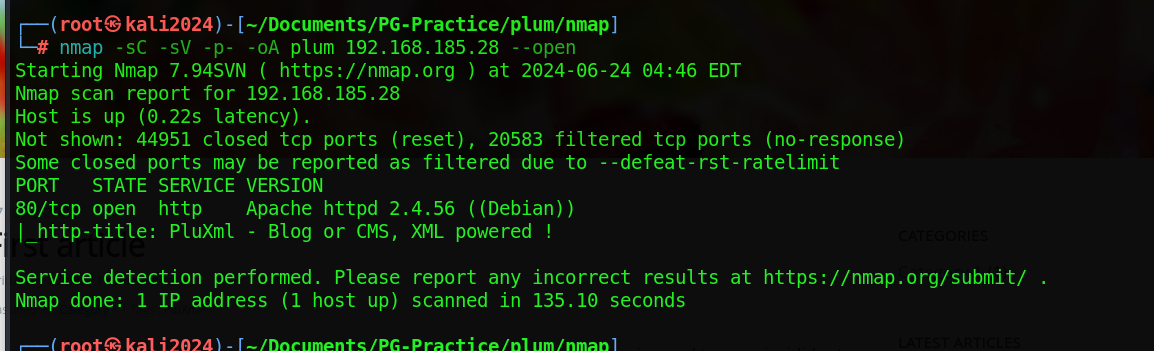 ┌──(root㉿kali2024)-[~/Documents/PG-Practice/plum/nmap]
└─# nmap -sC -sV -p- -oA plum 192.168.185.28 --open
Starting Nmap 7.94SVN ( https://nmap.org ) at 2024-06-24 04:46 EDT
Nmap scan report for 192.168.185.28
Host is up (0.22s latency).
Not shown: 44951 closed tcp ports (reset), 20583 filtered tcp ports (no-response)
Some closed ports may be reported as filtered due to --defeat-rst-ratelimit
PORT   STATE SERVICE VERSION
80/tcp open  http    Apache httpd 2.4.56 ((Debian))
|_http-title: PluXml - Blog or CMS, XML powered !
first article
CATEGORIES
Service detection performed. Please report any incorrect results at https://nmap.org/submit/ .
Nmap done: 1 IP address (1 host up) scanned in 135.10 seconds
┌──(root㉿kali2024)-[~/Documents/PG-Practice/plum/nmap]
LATEST ARTICLES